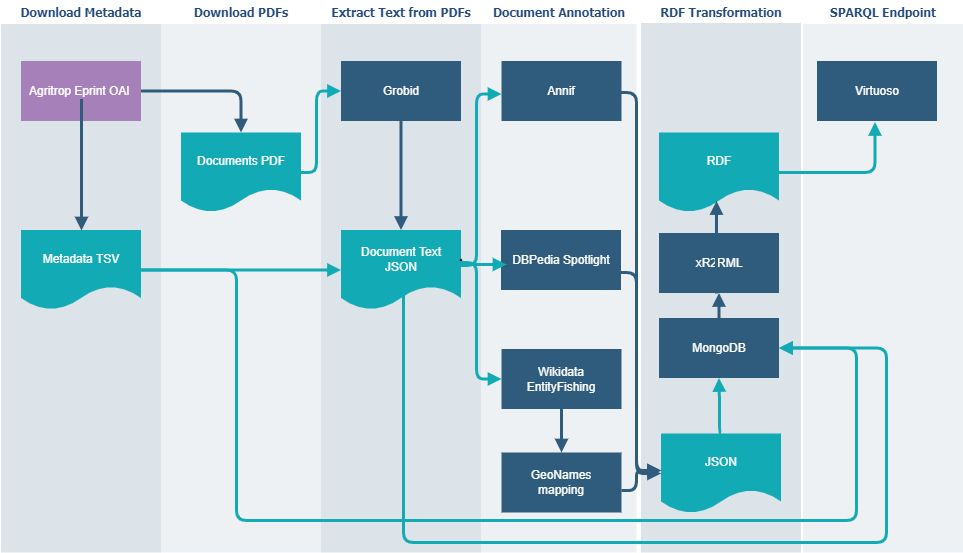 Download Metadata
Download PDFs
Extract Text from PDFs
Document Annotation
RDF Transformation
SPARQL Endpoint
Agritrop Eprint OAI
Grobid
Annif
Virtuoso
Documents PDF
RDF
Metadata TSV
Document Text
JSON
DBPedia Spotlight
xR2RML
MongoDB
Wikidata
EntityFishing
JSON
GeoNames
mapping